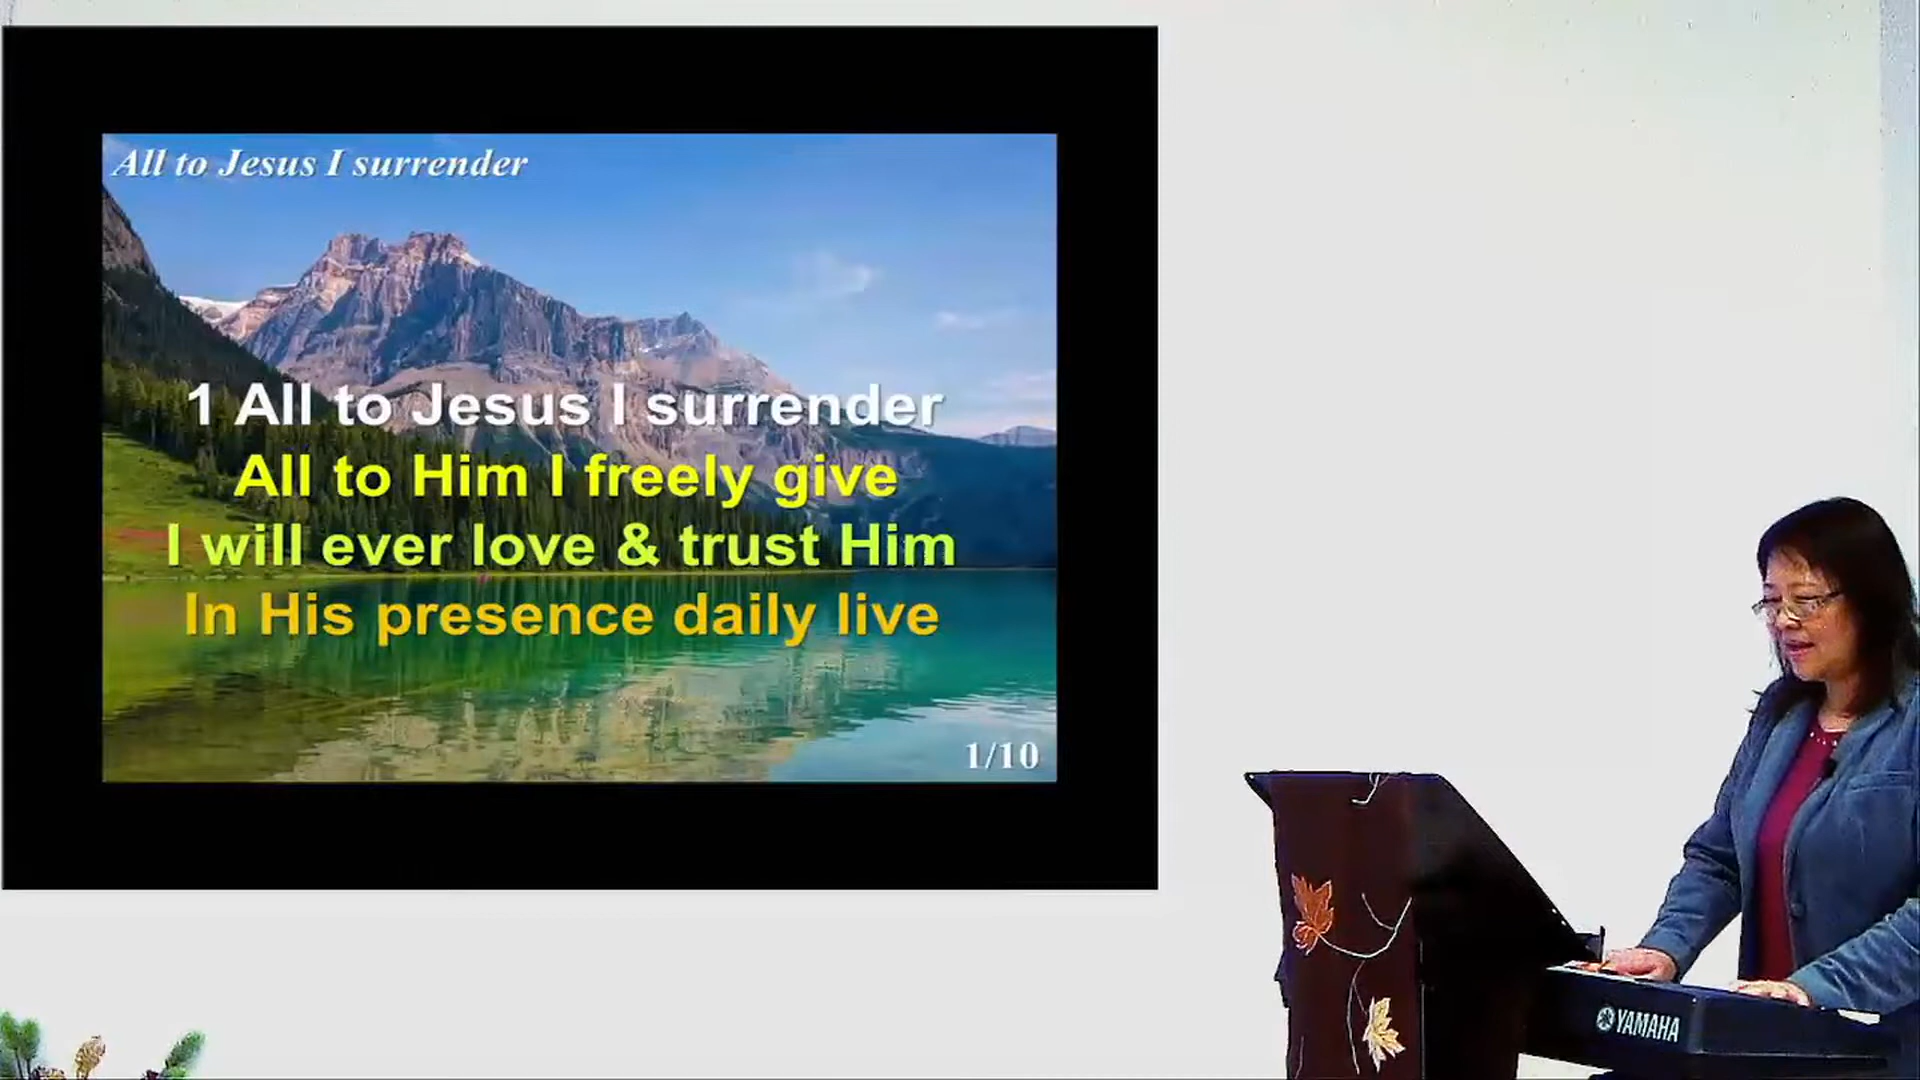 All to Jesus I surrender
1 All to Jesus I surrender
All to Him I freely give
I will ever love & trust Him
In His presence daily live
1/10
YAMAHA